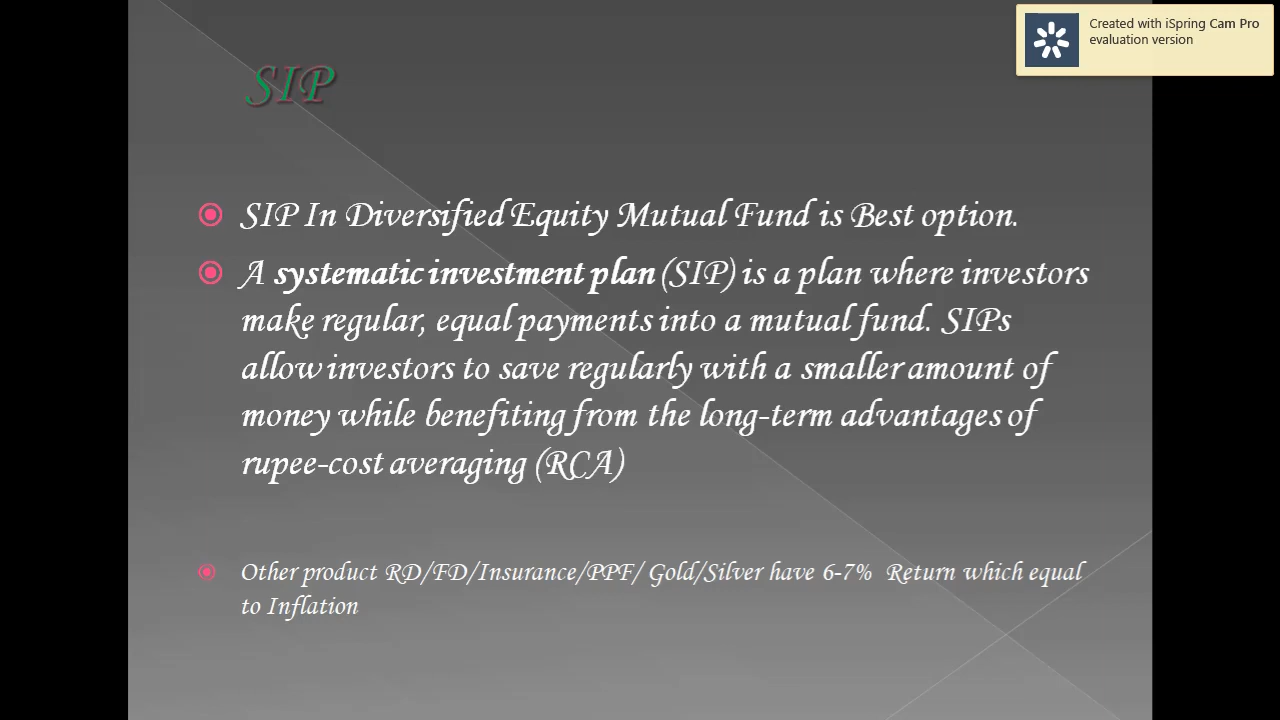 Created with iSpring Cam Pro
evaluation version
SIP
SIP In Diversified Equity Mutual Fund is Best option.
A systematic investment plan (SIP) is a plan where investors
make regular, equal payments into a mutual fund. SIPs
allow investors to save regularly with a smaller amount of
money while benefiting from the long-term advantages of
rupee-cost averaging (RCA)
Other product RD/FD/Insurance/PPF/ Gold/Silver have 6-7% Return which equal
to Inflation